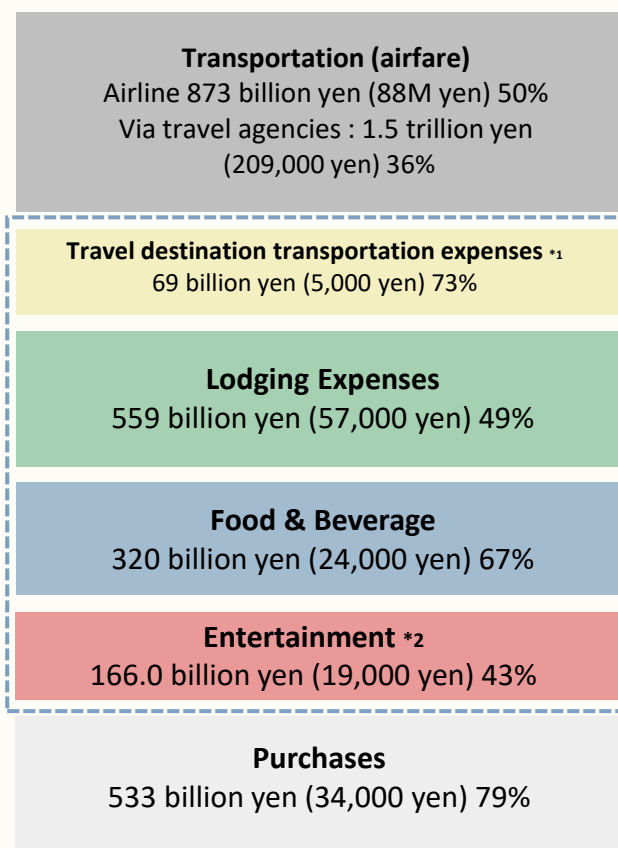 Transportation (airfare)
Airline 873 billion yen (88M yen) 50%
Via travel agencies : 1.5 trillion yen
(209,000 yen) 36%
Travel destination transportation expenses *1
69 billion yen (5,000 yen) 73%
Lodging Expenses
559 billion yen (57,000 yen) 49%
Food & Beverage
320 billion yen (24,000 yen) 67%
Entertainment *2
166.0 billion yen (19,000 yen) 43%
Purchases
533 billion yen (34,000 yen) 79%